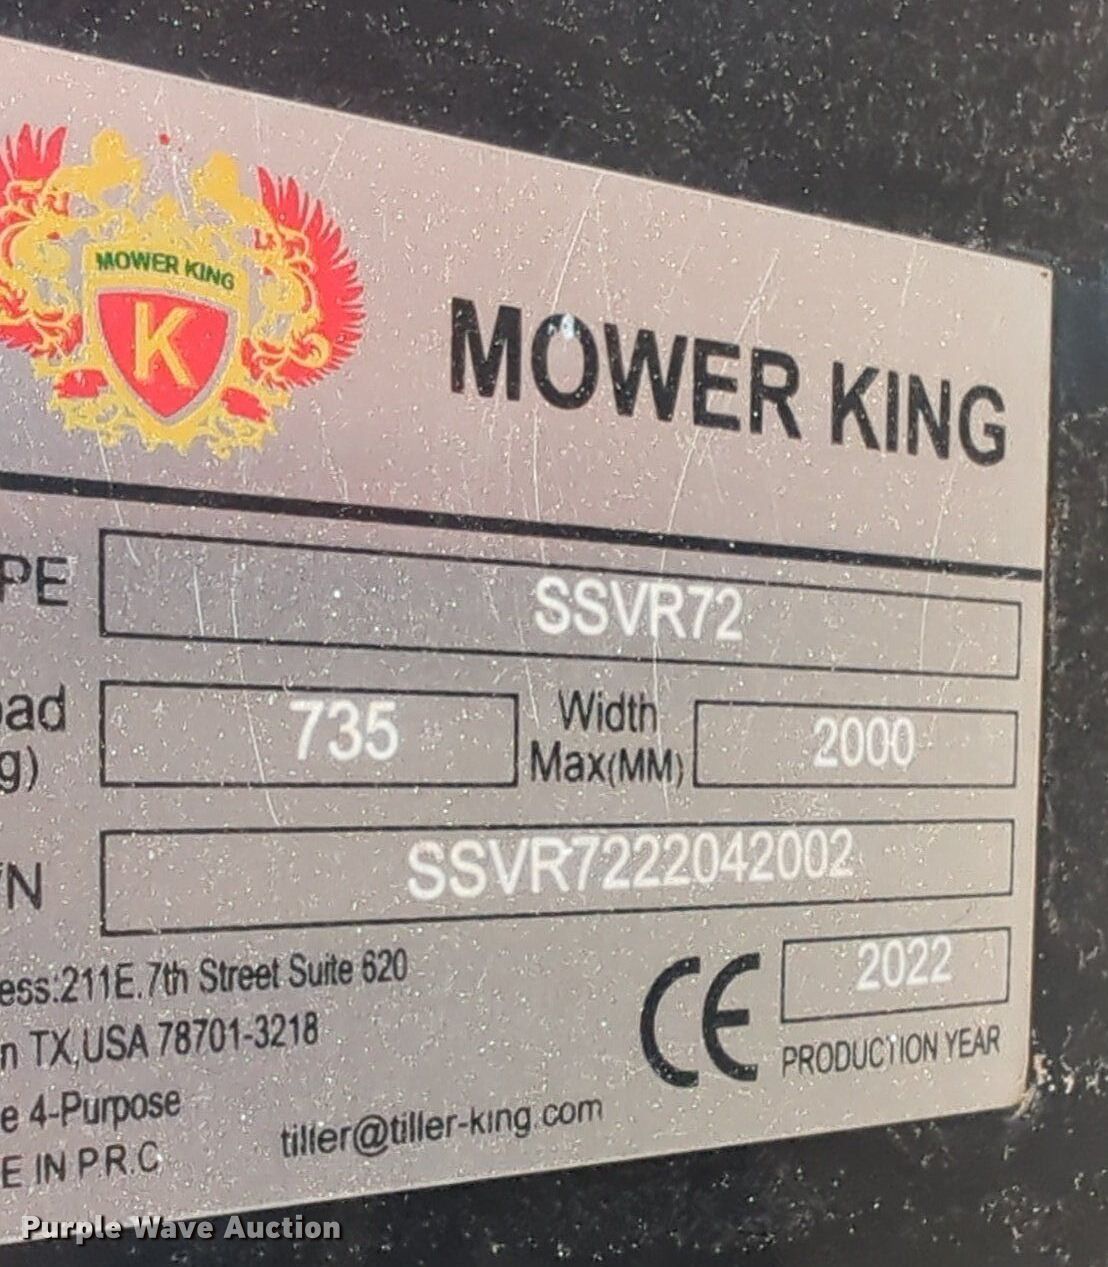 MOWER KING
K
MOWER KING
PE SSVR72
oad 735 Width 2000
g) Max(MM)
/N SSVR7222042002
ess:211E.7th Street Suite 620
n TX,USA 78701-3218
e 4-Purpose
E IN P.R.C
tiller@tiller-king.com
CE
2022
PRODUCTION YEAR
Purple Wave Auction